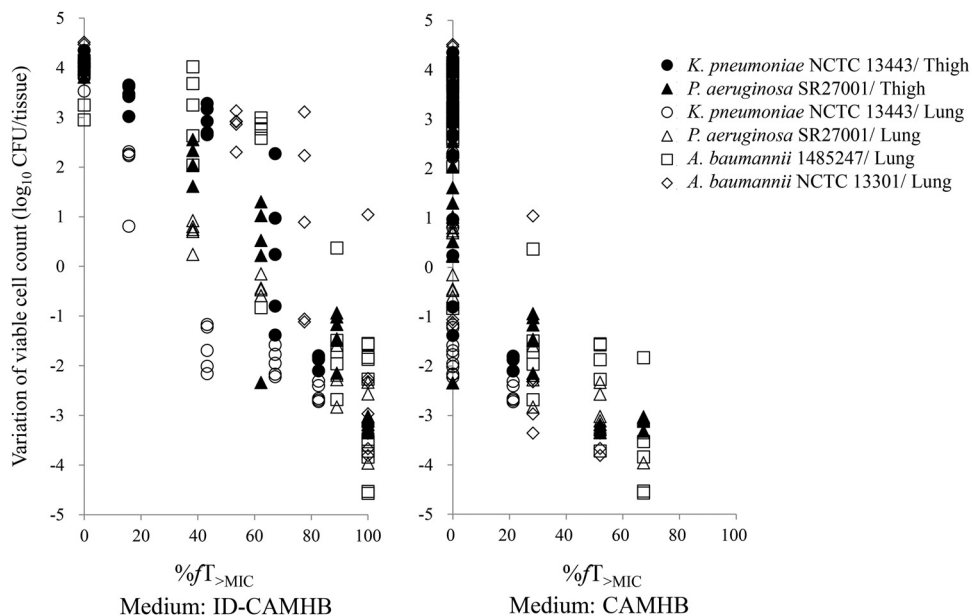 Variation of viable cell count (log₁₀ CFU/tissue)
5
4
3
2
1
0
-1
-2
-3
-4
-5
0 20 40 60 80 100
%fT>MIC
Medium: ID-CAMHB
5
4
3
2
1
0
-1
-2
-3
-4
-5
0 20 40 60 80 100
%fT>MIC
Medium: CAMHB
K. pneumoniae NCTC 13443/ Thigh
P. aeruginosa SR27001/ Thigh
K. pneumoniae NCTC 13443/ Lung
P. aeruginosa SR27001/ Lung
A. baumannii 1485247/ Lung
A. baumannii NCTC 13301/ Lung